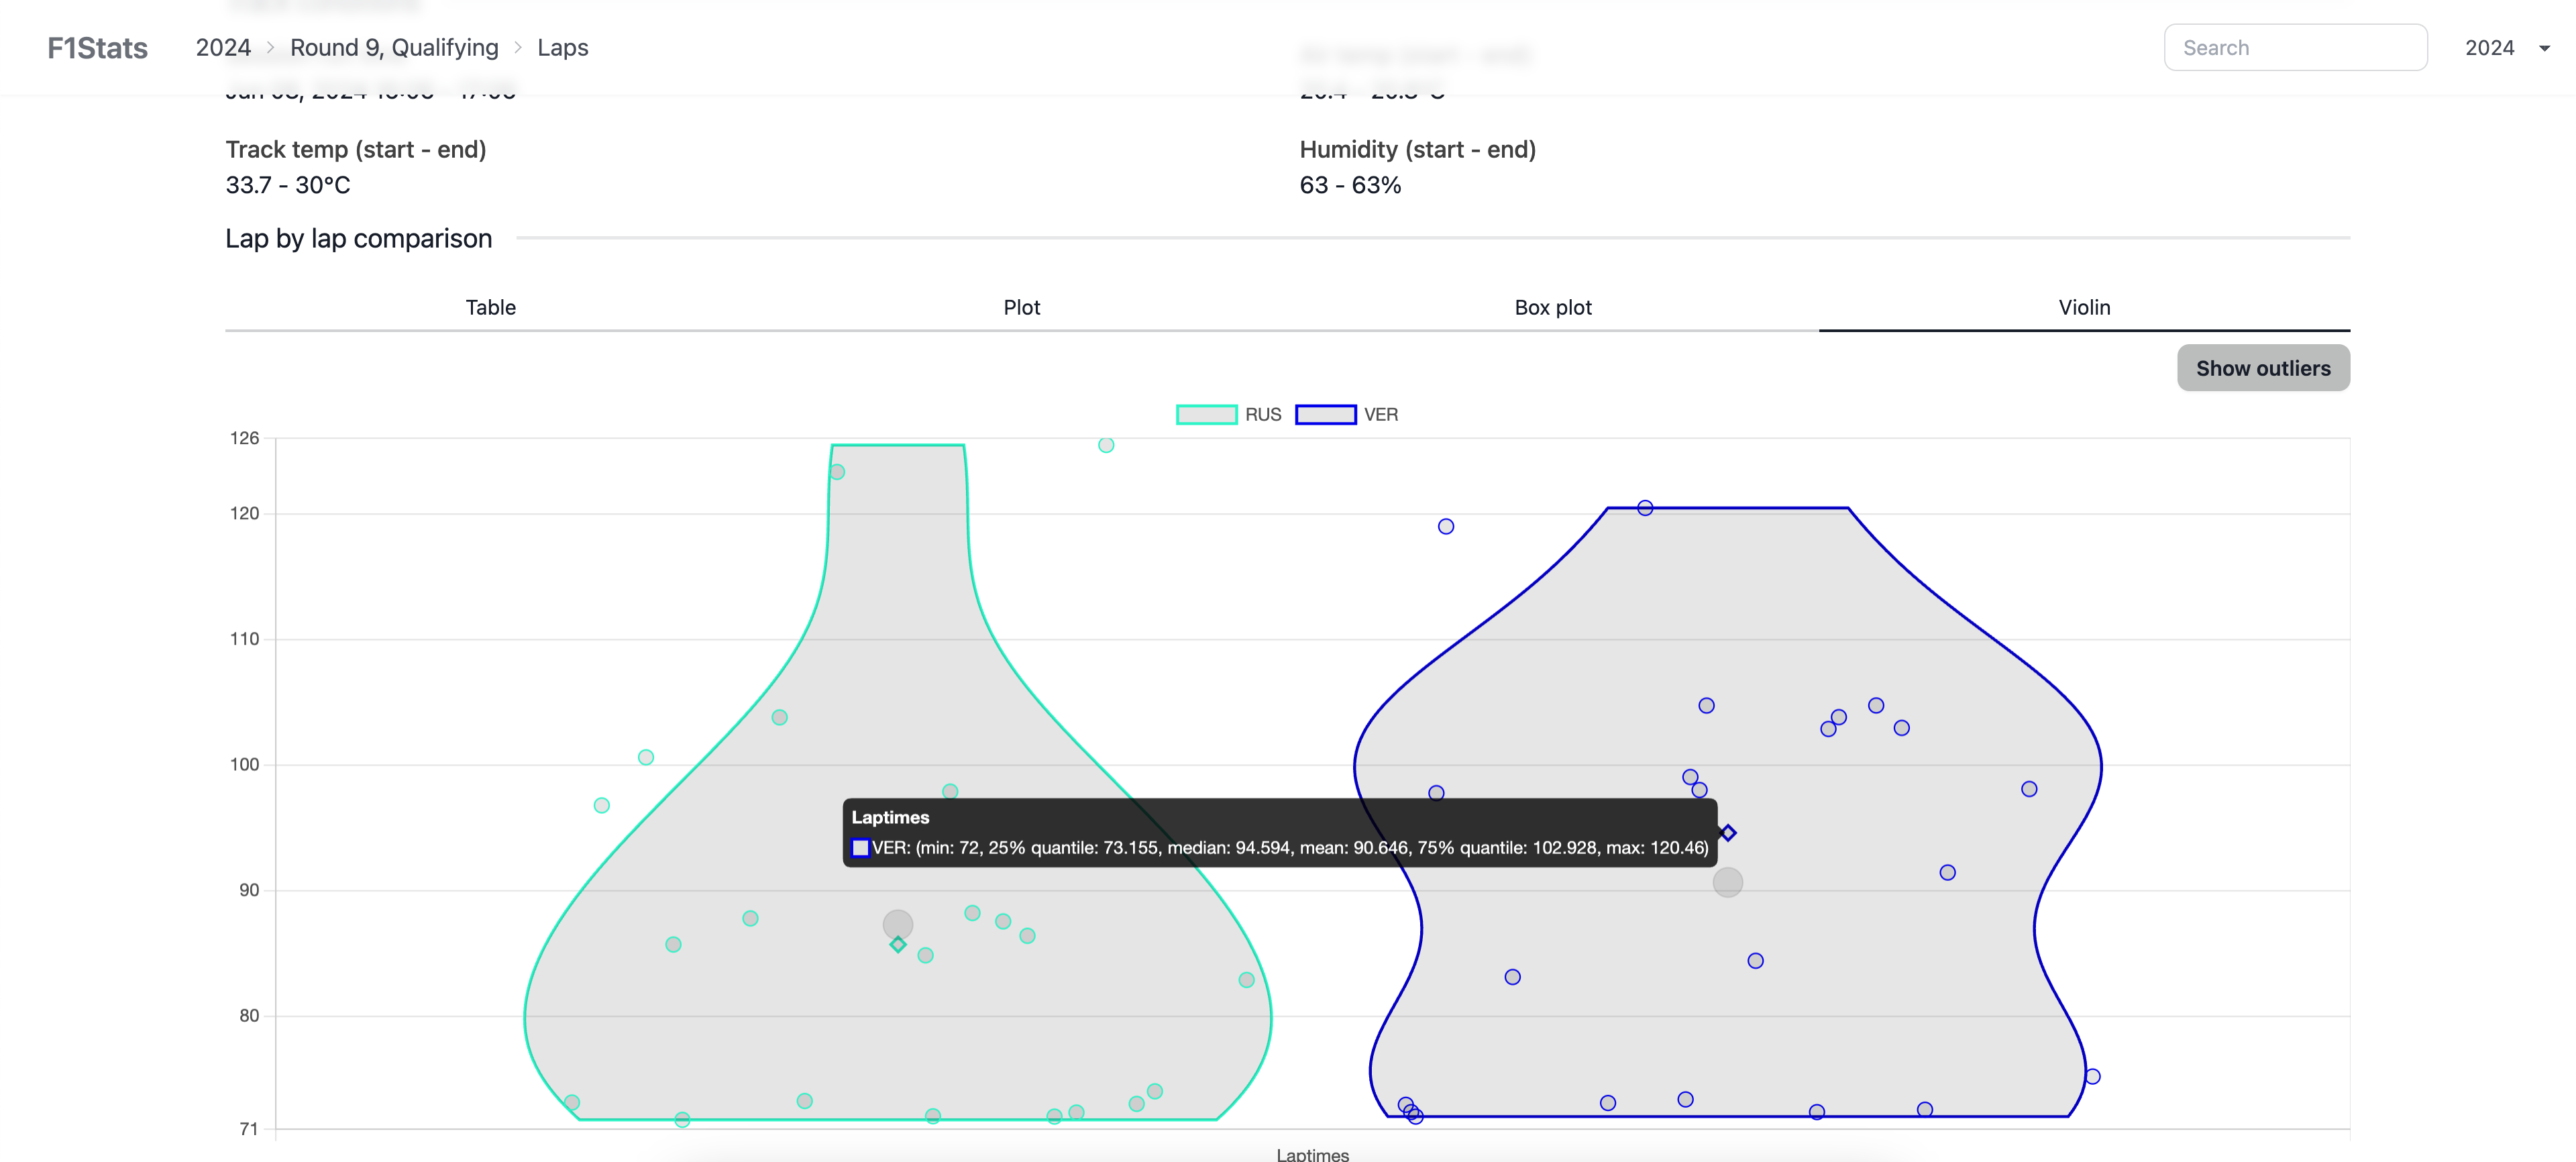 F1Stats
2024 > Round 9, Qualifying > Laps
Search
2024
Track temp (start - end)
33.7 - 30°C
Humidity (start - end)
63 - 63%
Lap by lap comparison
Table
Plot
Box plot
Violin
Show outliers
RUS
VER
126
120
110
100
90
80
71
Laptimes
VER: (min: 72, 25% quantile: 73.155, median: 94.594, mean: 90.646, 75% quantile: 102.928, max: 120.46)
Laptimes